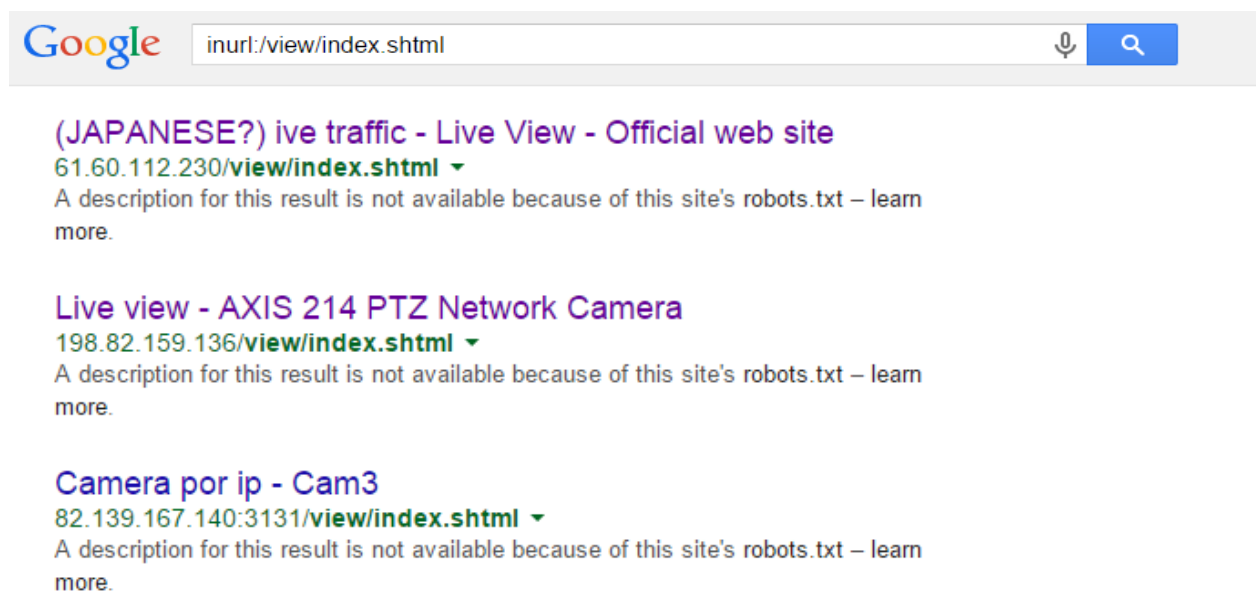 Google
inurl:/view/index.shtml
(JAPANESE?) ive traffic - Live View - Official web site
61.60.112.230/view/index.shtml
A description for this result is not available because of this site's robots.txt – learn
more.
Live view - AXIS 214 PTZ Network Camera
198.82.159.136/view/index.shtml
A description for this result is not available because of this site's robots.txt – learn
more.
Camera por ip - Cam3
82.139.167.140:3131/view/index.shtml
A description for this result is not available because of this site's robots.txt – learn
more.